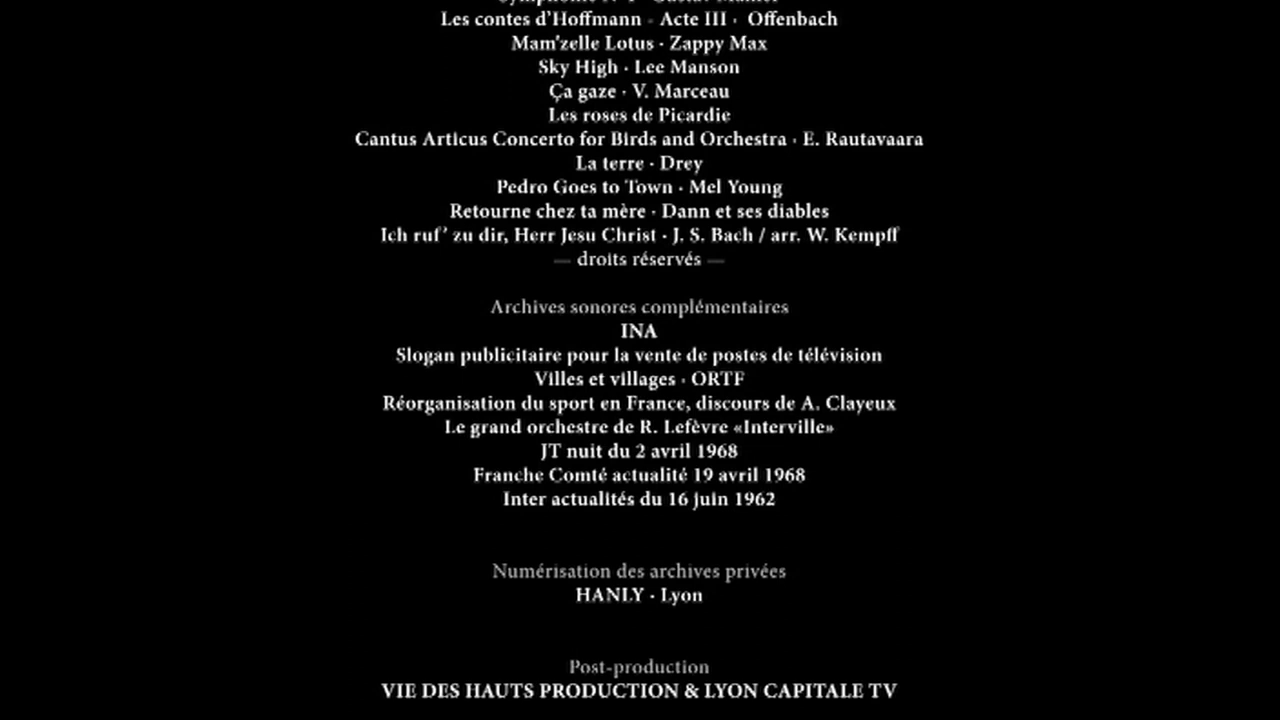 Les contes d'Hoffmann - Acte III · Offenbach
Mam'zelle Lotus · Zappy Max
Sky High · Lee Manson
Ça gaze · V. Marceau
Les roses de Picardie
Cantus Articus Concerto for Birds and Orchestra · E. Rautavaara
La terre · Drey
Pedro Goes to Town · Mel Young
Retourne chez ta mère · Dann et ses diables
Ich ruf' zu dir, Herr Jesu Christ · J. S. Bach / arr. W. Kempff
— droits réservés —
Archives sonores complémentaires
INA
Slogan publicitaire pour la vente de postes de télévision
Villes et villages · ORTF
Réorganisation du sport en France, discours de A. Clayeux
Le grand orchestre de R. Lefèvre «Interville»
JT nuit du 2 avril 1968
Franche Comté actualité 19 avril 1968
Inter actualités du 16 juin 1962
Numérisation des archives privées
HANLY · Lyon
Post-production
VIE DES HAUTS PRODUCTION & LYON CAPITALE TV